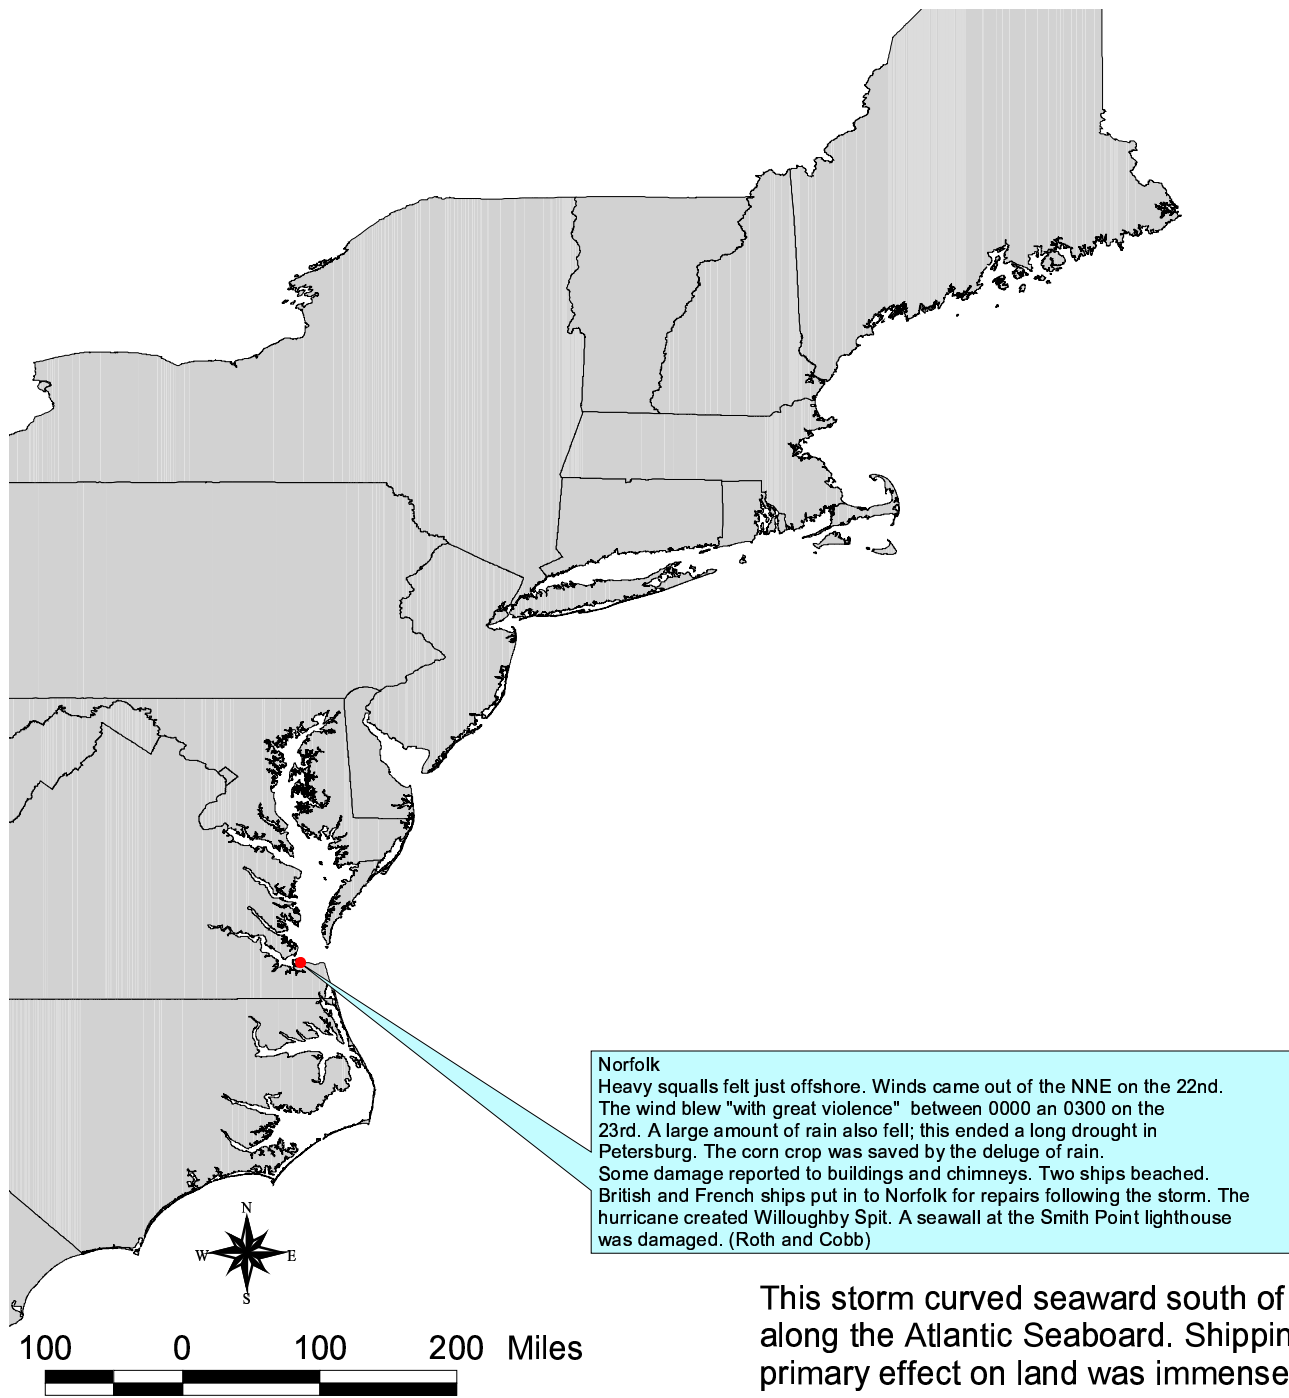 Norfolk
Heavy squalls felt just offshore. Winds came out of the NNE on the 22nd.
The wind blew "with great violence"  between 0000 an 0300 on the
23rd. A large amount of rain also fell; this ended a long drought in
Petersburg. The corn crop was saved by the deluge of rain.
Some damage reported to buildings and chimneys. Two ships beached.
British and French ships put in to Norfolk for repairs following the storm. The
hurricane created Willoughby Spit. A seawall at the Smith Point lighthouse
was damaged. (Roth and Cobb)
N
W E
S
This storm curved seaward south of
along the Atlantic Seaboard. Shippin
primary effect on land was immense
100 0 100 200 Miles